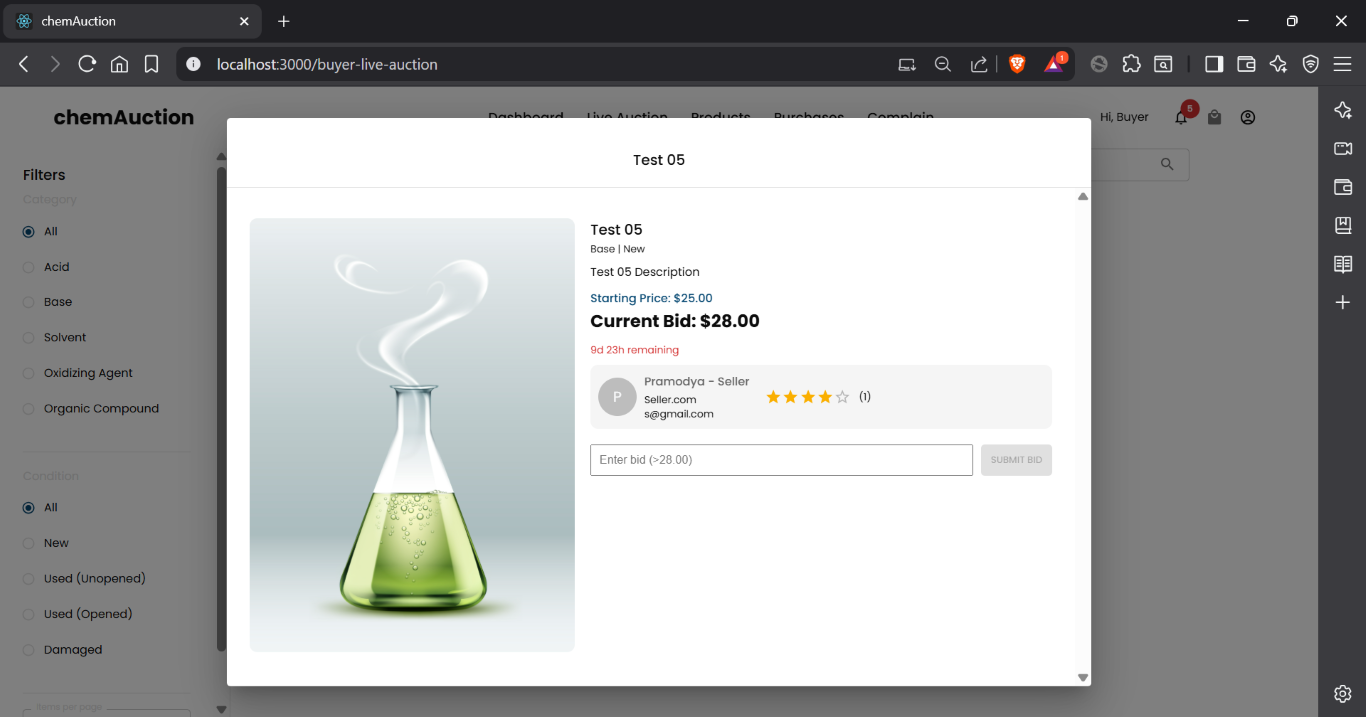 chemAuction
localhost:3000/buyer-live-auction
1
chemAuction
Dashboard Live Auction Products Purchases Complain
Hi, Buyer
5
Filters
Category
All
Acid
Base
Solvent
Oxidizing Agent
Organic Compound
Condition
All
New
Used (Unopened)
Used (Opened)
Damaged
Items per page
Test 05
Test 05
Base | New
Test 05 Description
Starting Price: $25.00
Current Bid: $28.00
9d 23h remaining
P
Pramodya - Seller
Seller.com
s@gmail.com
(1)
Enter bid (>28.00)
SUBMIT BID